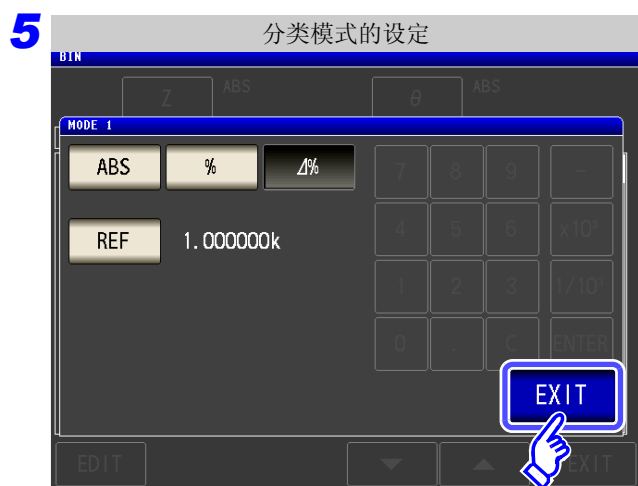 5 分类模式的设定
BIN
Z ABS θ ABS
MODE 1
ABS % Δ% 7 8 9 -
REF 1.000000k 4 5 6 x10³
1 2 3 1/10³
0 . C ENTER
EXIT
EDIT ▼ ▲ EXIT